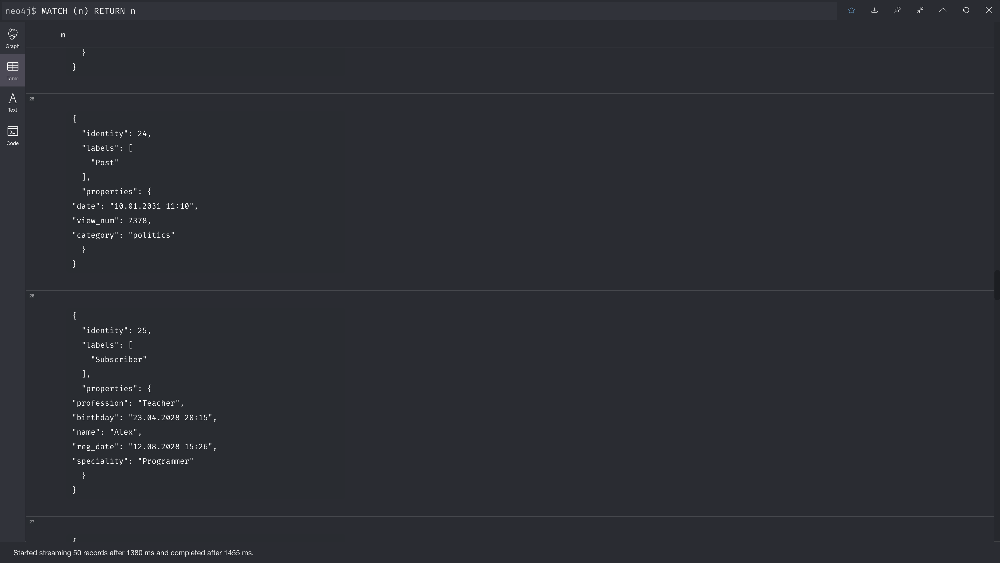 neo4j$ MATCH (n) RETURN n
Graph
Table
Text
Code
n
}
}
25
{
"identity": 24,
"labels": [
"Post"
],
"properties": {
"date": "10.01.2031 11:10",
"view_num": 7378,
"category": "politics"
}
}
26
{
"identity": 25,
"labels": [
"Subscriber"
],
"properties": {
"profession": "Teacher",
"birthday": "23.04.2028 20:15",
"name": "Alex",
"reg_date": "12.08.2028 15:26",
"speciality": "Programmer"
}
}
27
{
Started streaming 50 records after 1380 ms and completed after 1455 ms.